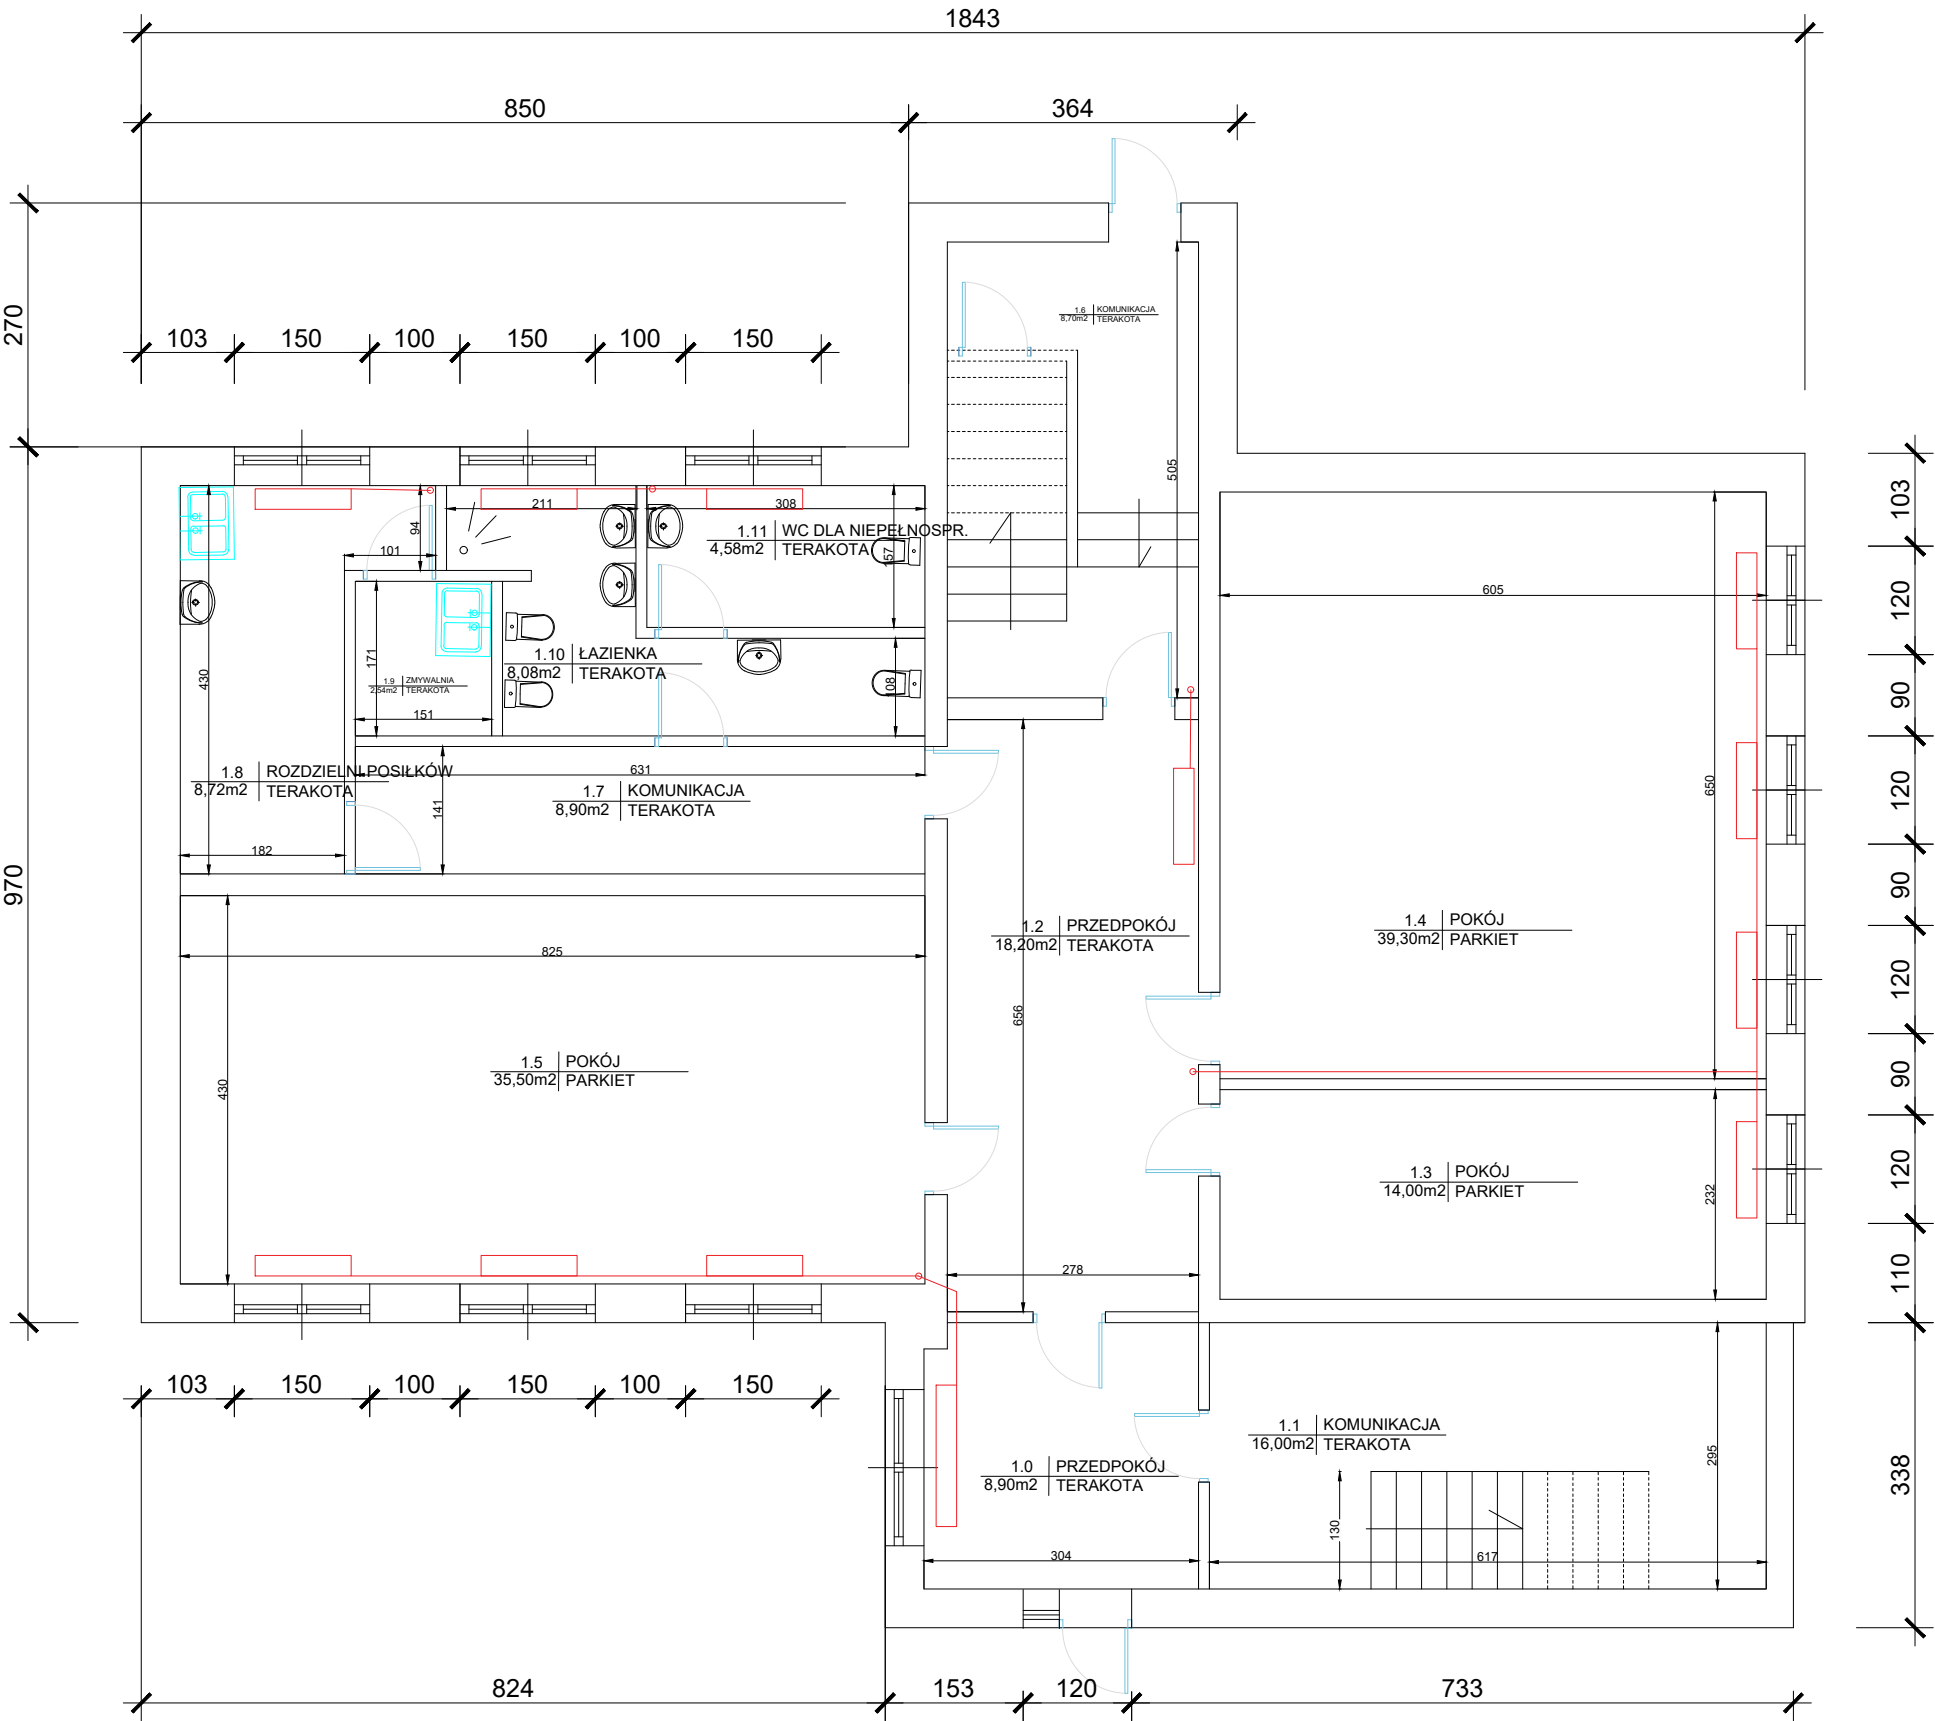 1843
850
364
270
103
150
100
150
100
150
1.6 KOMUNIKACJA
8,70m2 TERAKOTA
505
103
211
308
94
101
1.11 WC DLA NIEPEŁNOSPR.
4,58m2 TERAKOTA
157
605
120
171
430
1.10 ŁAZIENKA
8,08m2 TERAKOTA
1.9 ZMYWALNIA
2,54m2 TERAKOTA
108
90
151
1.8 ROZDZIELNI POSIŁKÓW
8,72m2 TERAKOTA
631
1.7 KOMUNIKACJA
8,90m2 TERAKOTA
141
650
120
182
970
90
1.2 PRZEDPOKÓJ
18,20m2 TERAKOTA
1.4 POKÓJ
39,30m2 PARKIET
825
120
656
1.5 POKÓJ
35,50m2 PARKIET
430
90
1.3 POKÓJ
14,00m2 PARKIET
232
120
278
110
103
150
100
150
100
150
1.1 KOMUNIKACJA
16,00m2 TERAKOTA
295
1.0 PRZEDPOKÓJ
8,90m2 TERAKOTA
338
130
304
617
824
153
120
733